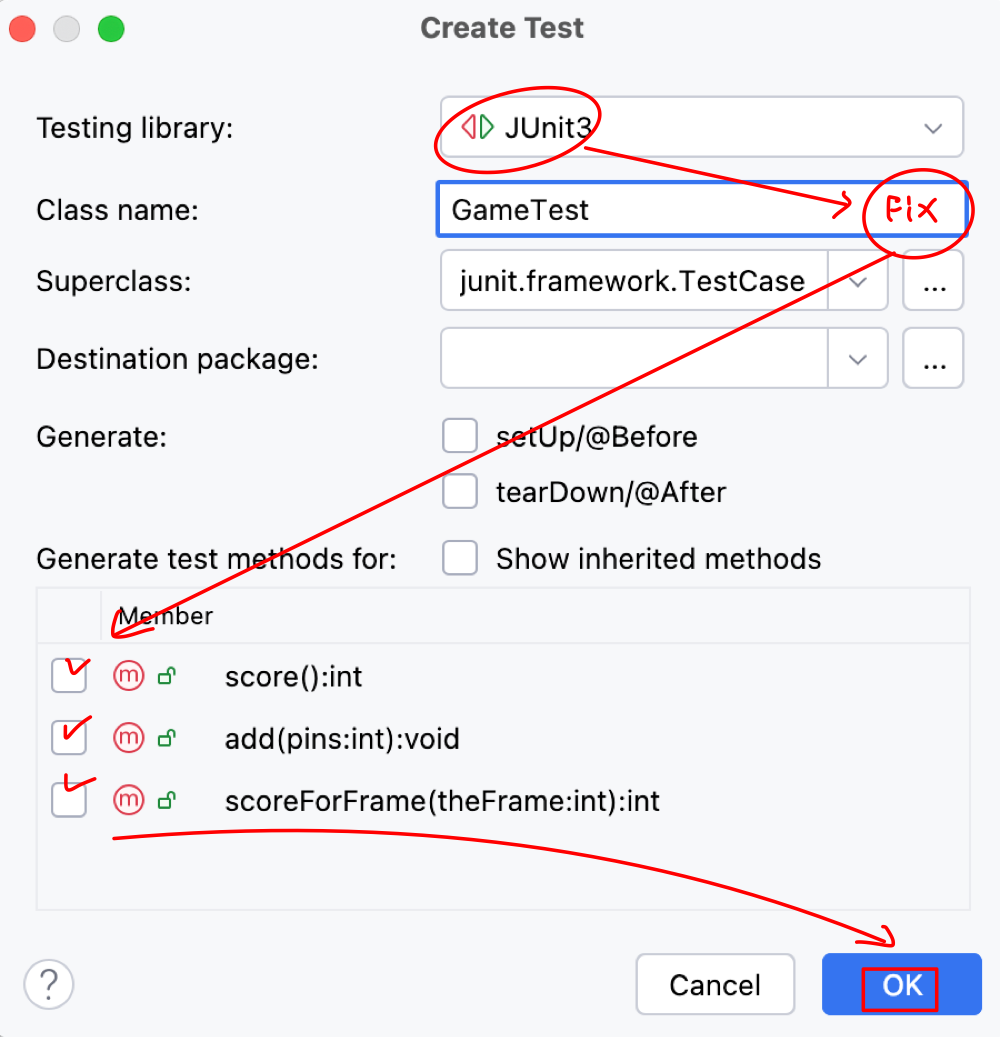 Create Test
Testing library: JUnit3
Class name: GameTest FIX
Superclass: junit.framework.TestCase ...
Destination package: ...
Generate: setUp/@Before
tearDown/@After
Generate test methods for: Show inherited methods
Member
m score():int
m add(pins:int):void
m scoreForFrame(theFrame:int):int
? Cancel OK